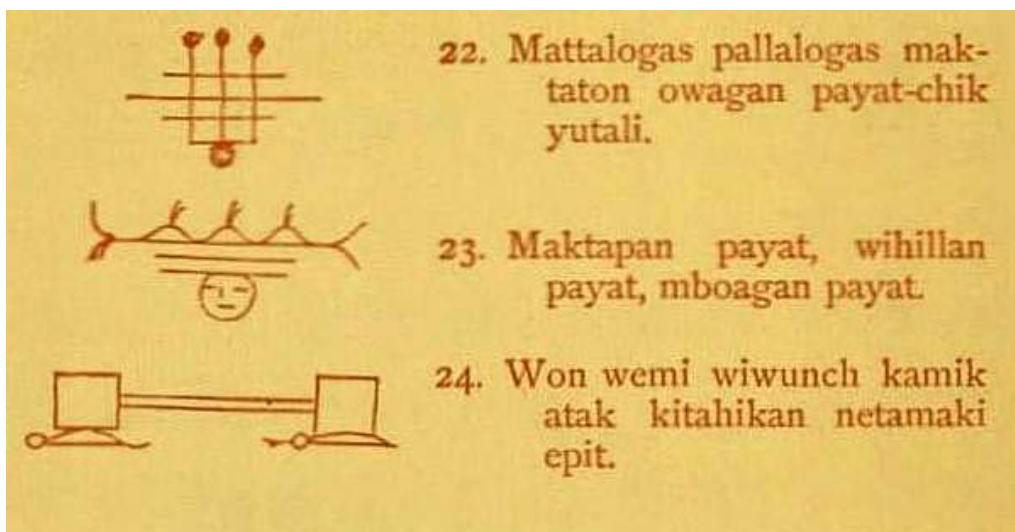 22. Mattalogas pallalogas mak-
taton owagan payat-chik
yutali.
23. Maktapan payat, wihillan
payat, mboagan payat.
24. Won wemi wiwunch kamik
atak kitahikan netamaki
epit.